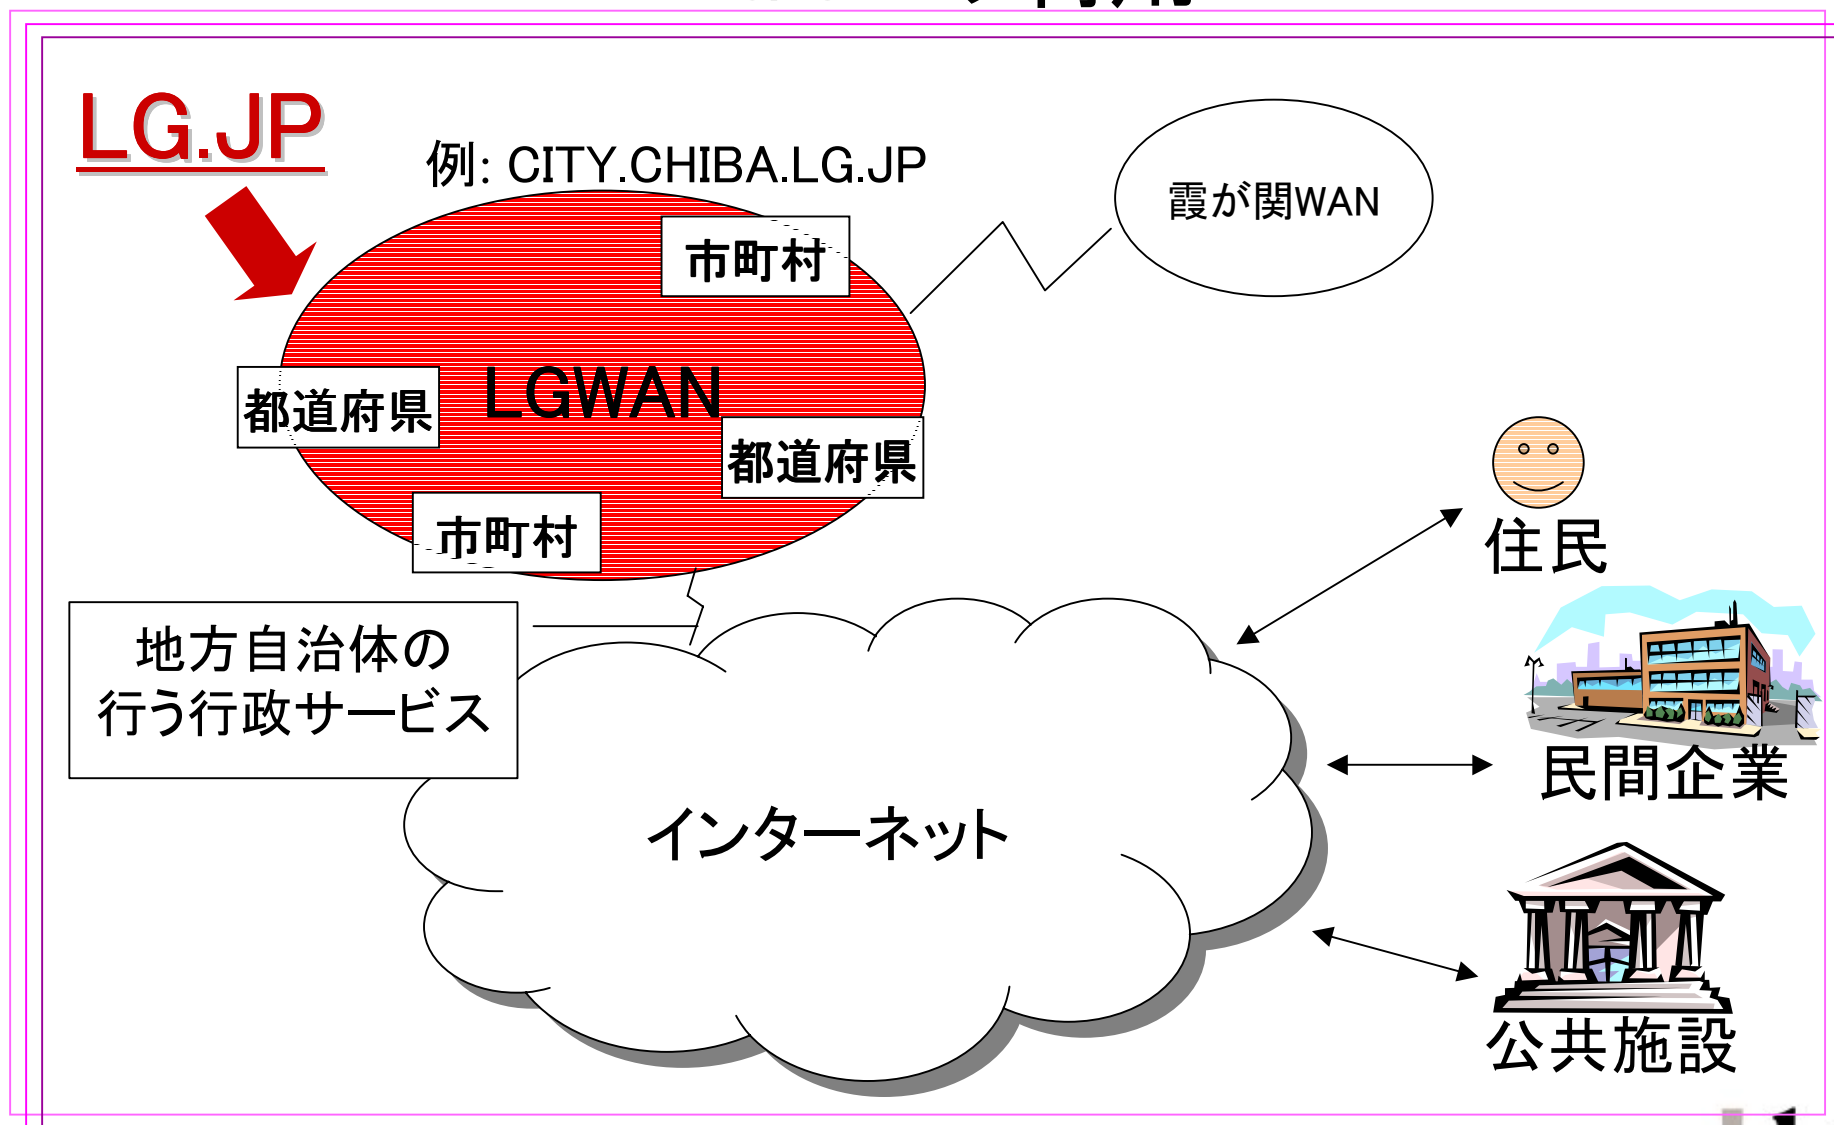 LG.JP
例: CITY.CHIBA.LG.JP
霞が関WAN
市町村
LGWAN
都道府県
都道府県
市町村
住民
地方自治体の
行う行政サービス
民間企業
インターネット
公共施設